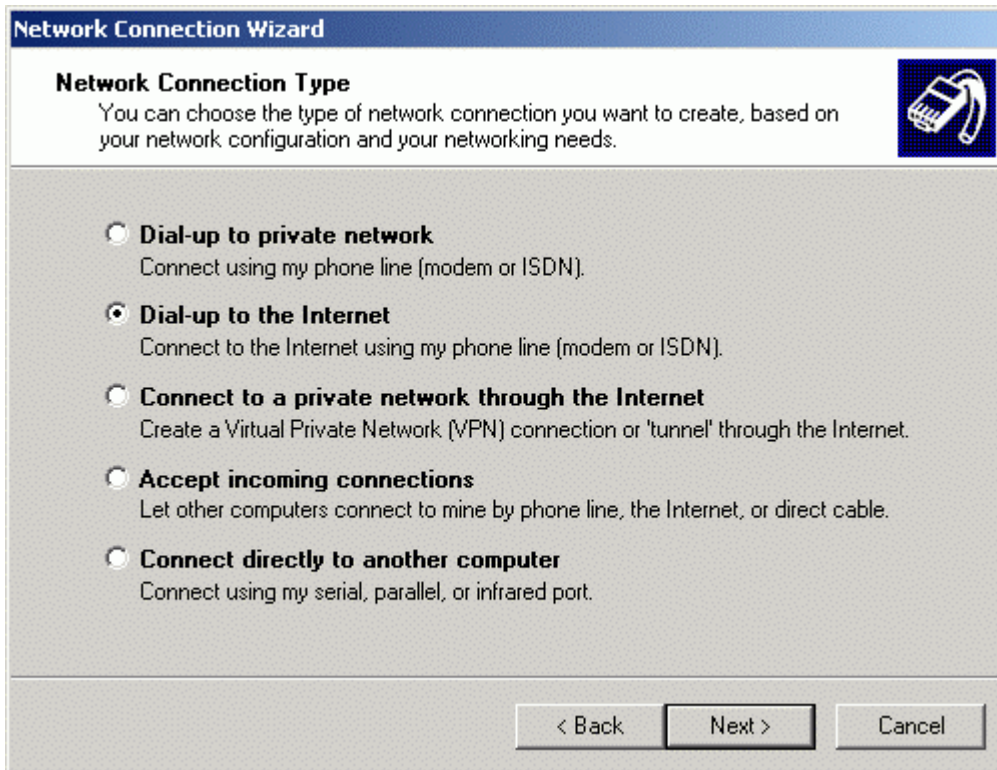 Network Connection Wizard
Network Connection Type
You can choose the type of network connection you want to create, based on
your network configuration and your networking needs.
Dial-up to private network
Connect using my phone line (modem or ISDN).
Dial-up to the Internet
Connect to the Internet using my phone line (modem or ISDN).
Connect to a private network through the Internet
Create a Virtual Private Network (VPN) connection or 'tunnel' through the Internet.
Accept incoming connections
Let other computers connect to mine by phone line, the Internet, or direct cable.
Connect directly to another computer
Connect using my serial, parallel, or infrared port.
< Back Next > Cancel